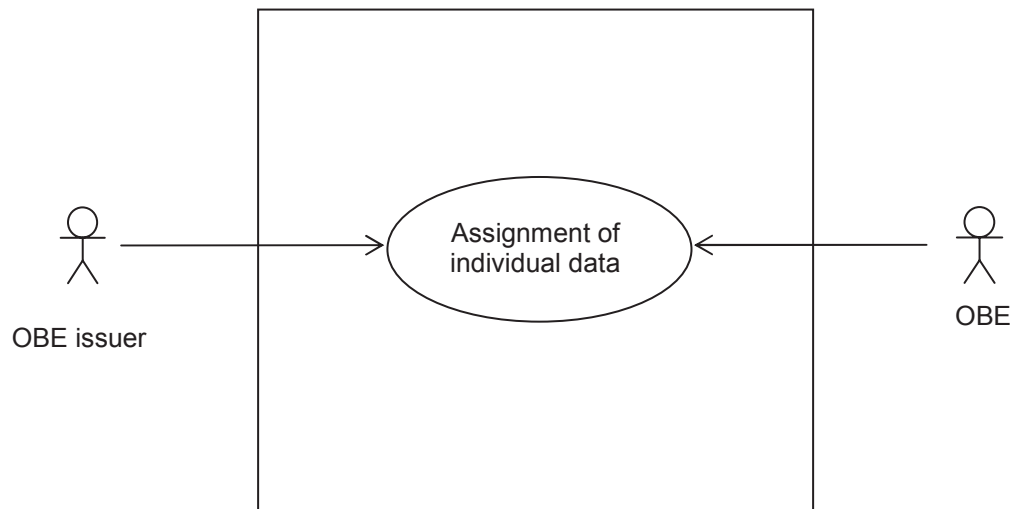 Assignment of
individual data
OBE issuer
OBE